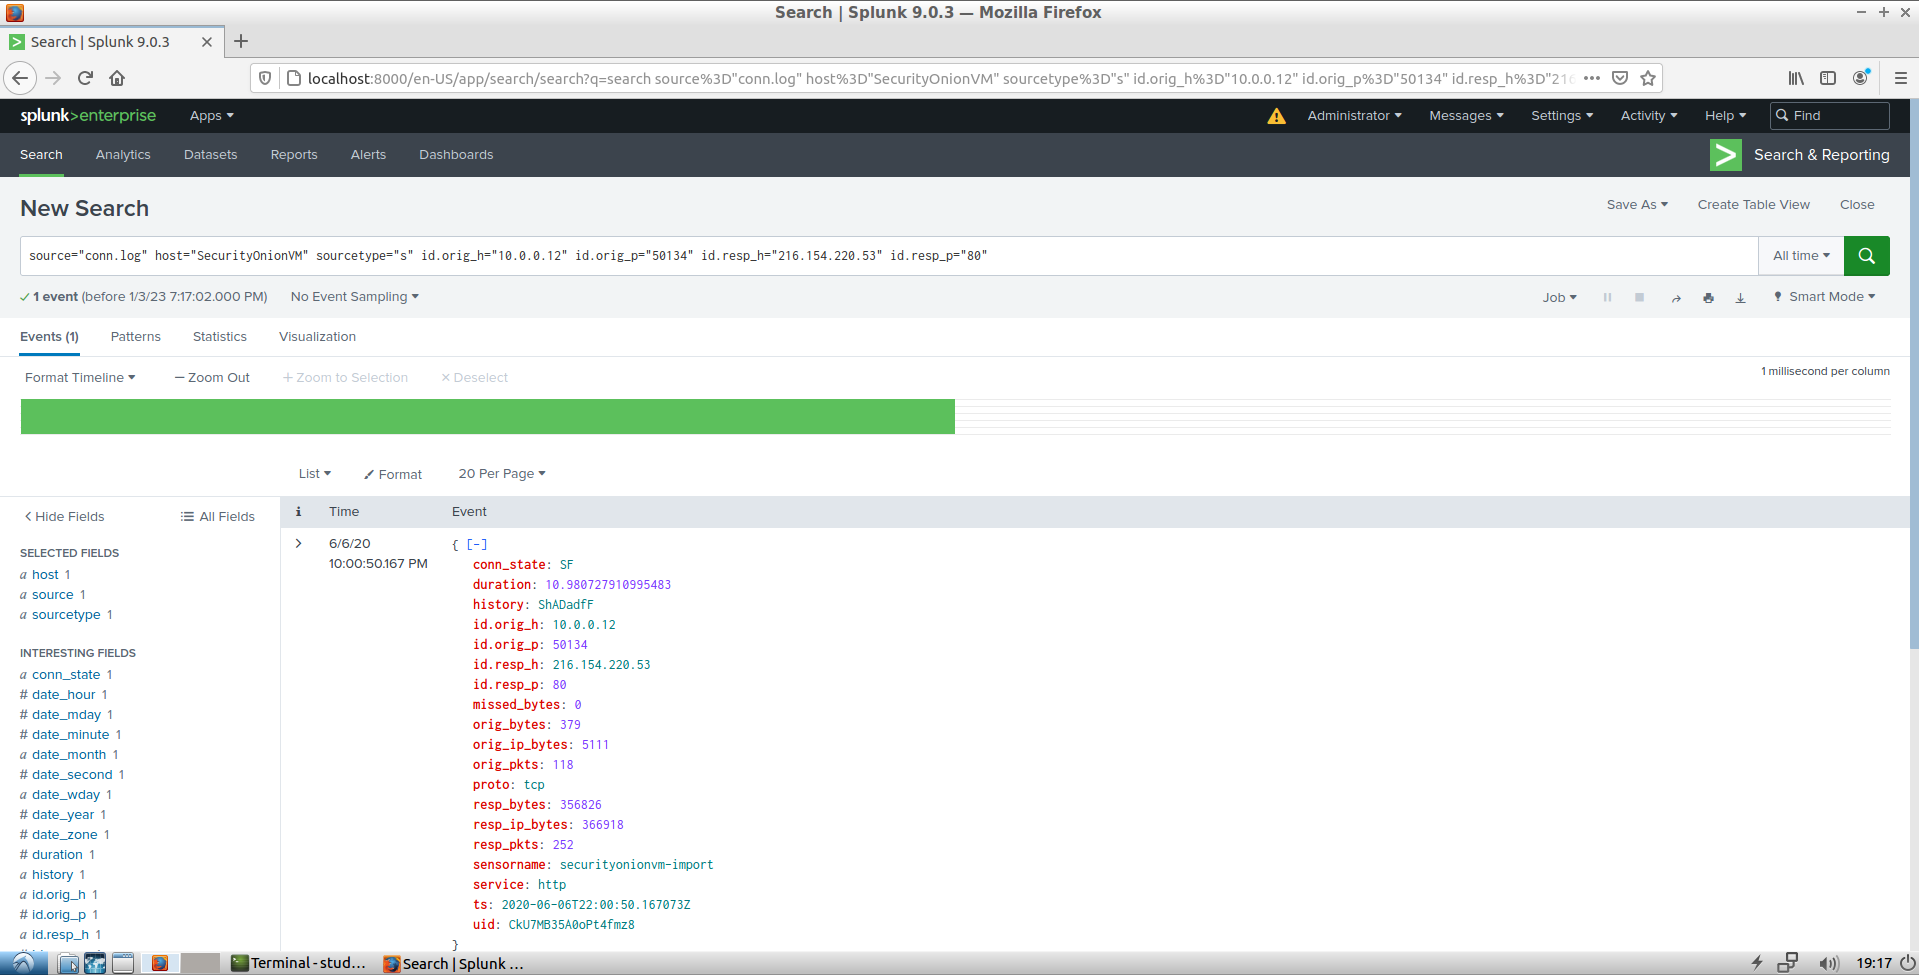 Search | Splunk 9.0.3 — Mozilla Firefox
Search | Splunk 9.0.3
localhost:8000/en-US/app/search/search?q=search source%3D"conn.log" host%3D"SecurityOnionVM" sourcetype%3D"s" id.orig_h%3D"10.0.0.12" id.orig_p%3D"50134" id.resp_h%3D"216
splunk>enterprise Apps Administrator Messages Settings Activity Help Find
Search Analytics Datasets Reports Alerts Dashboards > Search & Reporting
New Search Save As Create Table View Close
source="conn.log" host="SecurityOnionVM" sourcetype="s" id.orig_h="10.0.0.12" id.orig_p="50134" id.resp_h="216.154.220.53" id.resp_p="80" All time
✓ 1 event (before 1/3/23 7:17:02.000 PM) No Event Sampling Job Smart Mode
Events (1) Patterns Statistics Visualization
Format Timeline — Zoom Out + Zoom to Selection × Deselect 1 millisecond per column
List Format 20 Per Page
< Hide Fields All Fields
SELECTED FIELDS
a host 1
a source 1
a sourcetype 1
INTERESTING FIELDS
a conn_state 1
# date_hour 1
# date_mday 1
# date_minute 1
a date_month 1
# date_second 1
a date_wday 1
# date_year 1
# date_zone 1
# duration 1
a history 1
a id.orig_h 1
# id.orig_p 1
a id.resp_h 1
i Time Event
> 6/6/20
10:00:50.167 PM
{ [-]
conn_state: SF
duration: 10.980727910995483
history: ShADadfF
id.orig_h: 10.0.0.12
id.orig_p: 50134
id.resp_h: 216.154.220.53
id.resp_p: 80
missed_bytes: 0
orig_bytes: 379
orig_ip_bytes: 5111
orig_pkts: 118
proto: tcp
resp_bytes: 356826
resp_ip_bytes: 366918
resp_pkts: 252
sensorname: securityonionvm-import
service: http
ts: 2020-06-06T22:00:50.167073Z
uid: CkU7MB35A0oPt4fmz8
}
Terminal - stud... Search | Splunk ... 19:17